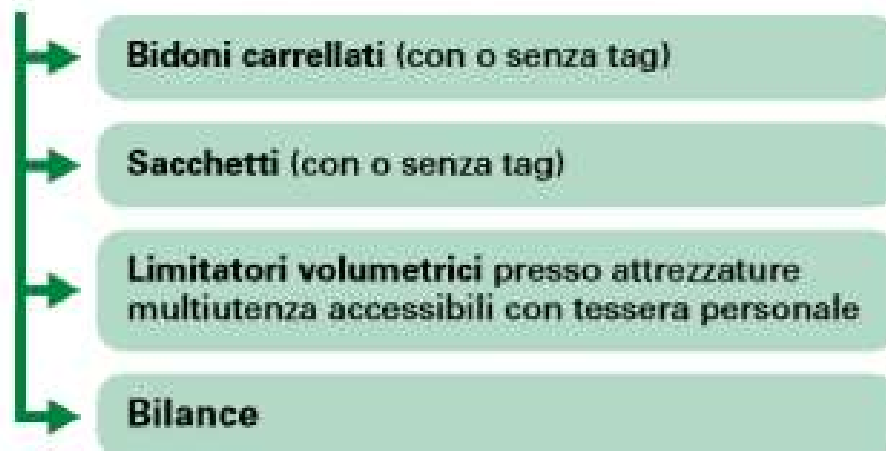 Bidoni carrellati (con o senza tag)
Sacchetti (con o senza tag)
Limitatori volumetrici presso attrezzature
multiutenza accessibili con tessera personale
Bilance